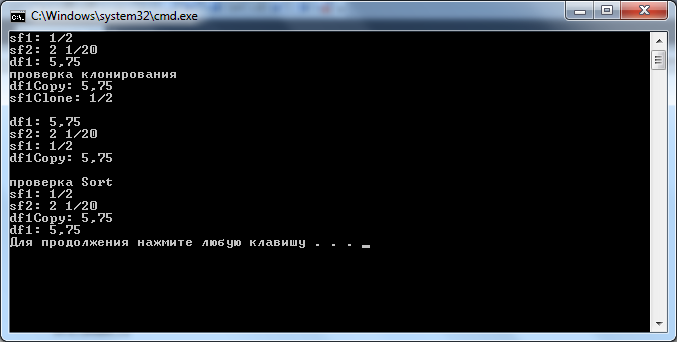 C:\Windows\system32\cmd.exe
sf1: 1/2
sf2: 2 1/20
df1: 5,75
проверка клонирования
df1Copy: 5,75
sf1Clone: 1/2
df1: 5,75
sf2: 2 1/20
sf1: 1/2
df1Copy: 5,75
проверка Sort
sf1: 1/2
sf2: 2 1/20
df1Copy: 5,75
df1: 5,75
Для продолжения нажмите любую клавишу . . . _